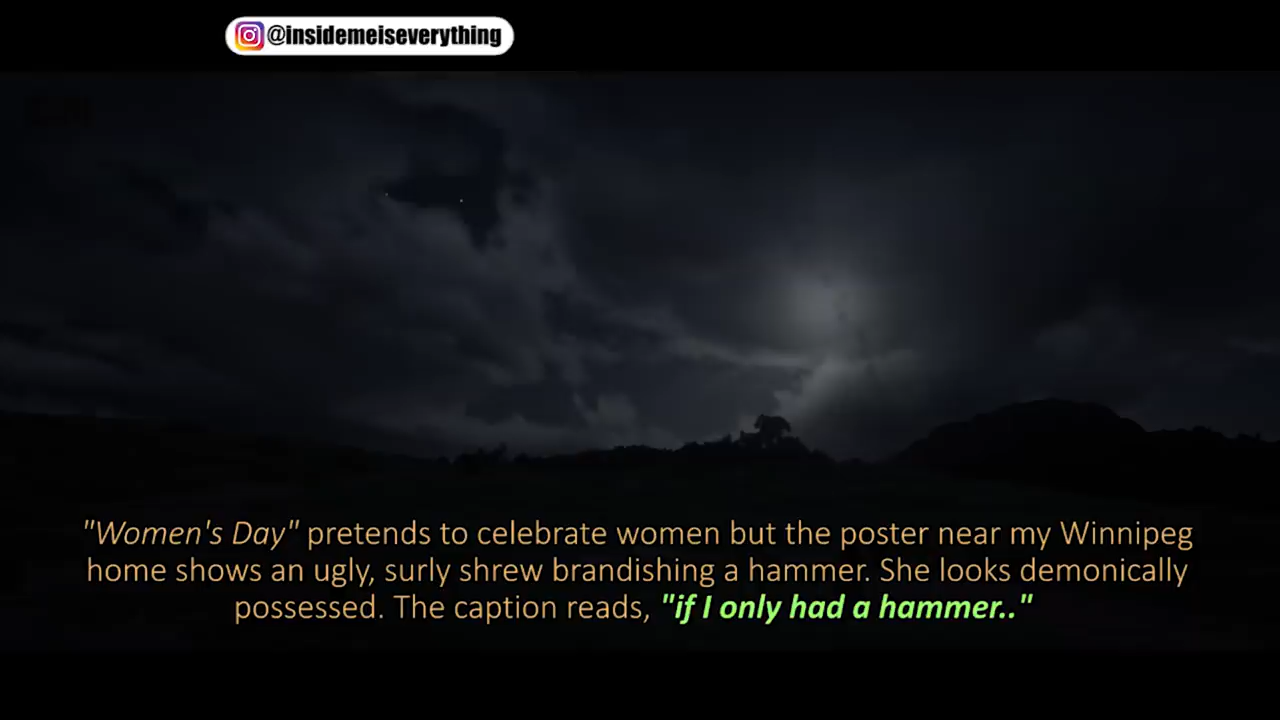 @insidemeiseverything
"Women's Day" pretends to celebrate women but the poster near my Winnipeg
home shows an ugly, surly shrew brandishing a hammer. She looks demonically
possessed. The caption reads, "if I only had a hammer.."